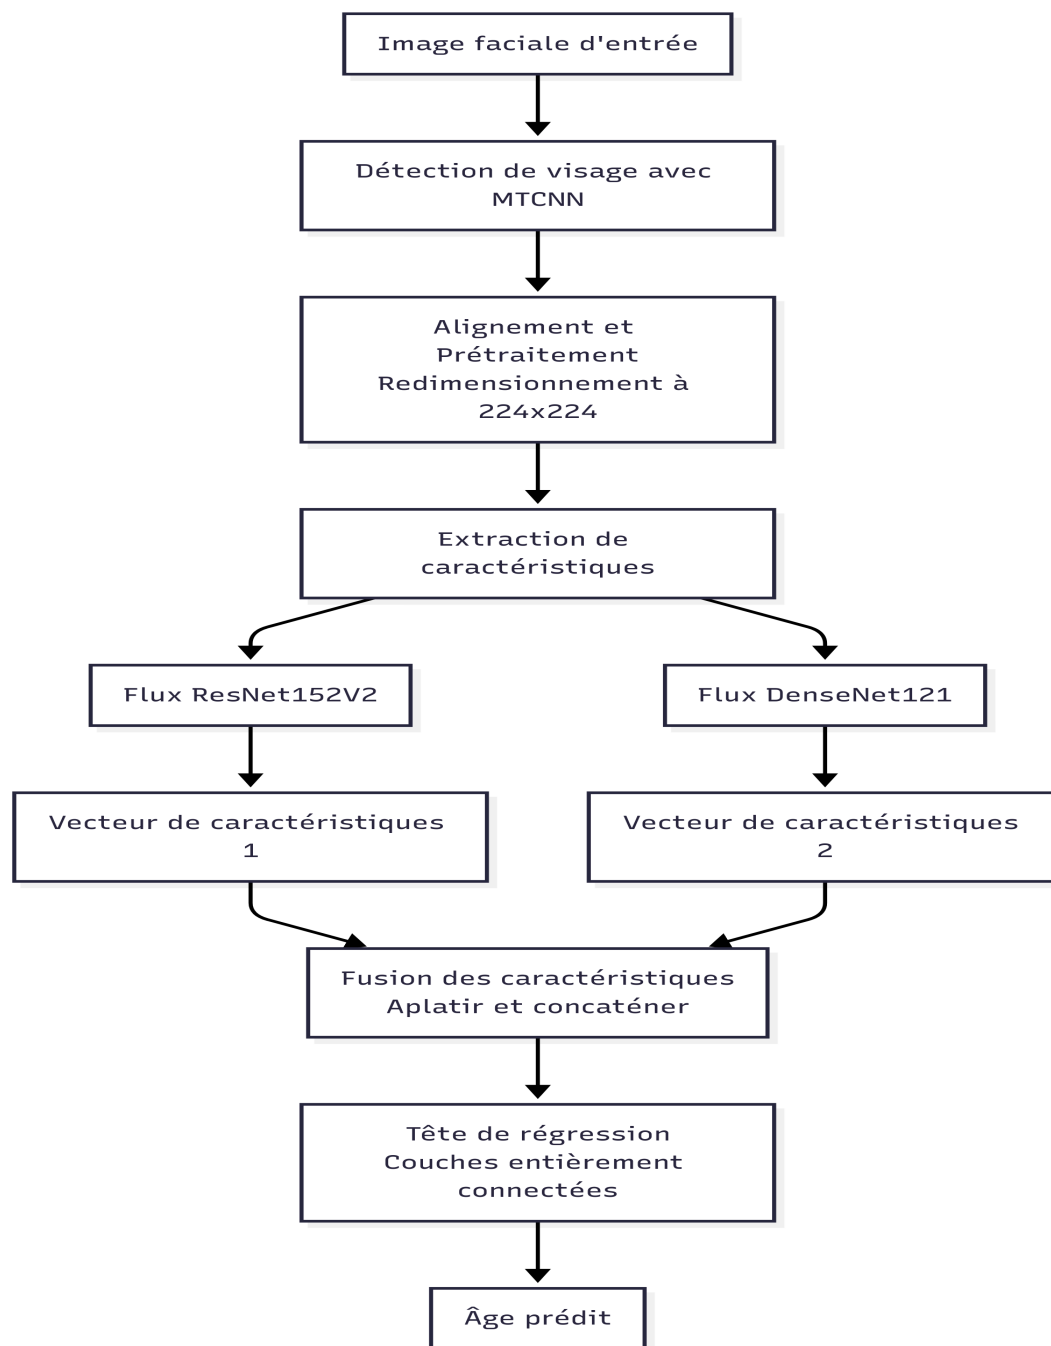 Image faciale d'entrée
Détection de visage avec
MTCNN
Alignement et
Prétraitement
Redimensionnement à
224x224
Extraction de
caractéristiques
Flux ResNet152V2
Flux DenseNet121
Vecteur de caractéristiques
1
Vecteur de caractéristiques
2
Fusion des caractéristiques
Aplatir et concaténer
Tête de régression
Couches entièrement
connectées
Âge prédit